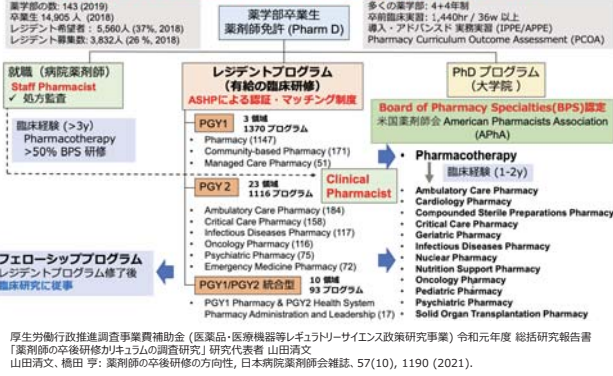 薬学部の数: 143 (2019)
卒業生 14,905 人 (2018)
レジデント希望者: 5,560人 (37%, 2018)
レジデント募集数: 3,832人 (26 %, 2018)
薬学部卒業生
薬剤師免許 (Pharm D)
多くの薬学部: 4+4年制
卒前臨床実習: 1,440hr / 36w 以上
導入・アドバンスド 実務実習 (IPPE/APPE)
Pharmacy Curriculum Outcome Assessment (PCOA)
就職 (病院薬剤師)
Staff Pharmacist
✓ 処方監査
臨床経験 (>3y)
Pharmacotherapy
>50% BPS 研修
レジデントプログラム
(有給の臨床研修)
ASHPによる認証・マッチング制度
PGY1
3 領域
1370 プログラム
• Pharmacy (1147)
• Community-based Pharmacy (171)
• Managed Care Pharmacy (51)
PGY 2
23 領域
1116 プログラム
• Ambulatory Care Pharmacy (184)
• Critical Care Pharmacy (158)
• Infectious Diseases Pharmacy (117)
• Oncology Pharmacy (116)
• Psychiatric Pharmacy (75)
• Emergency Medicine Pharmacy (72)
PGY1/PGY2 統合型
10 領域
93 プログラム
• PGY1 Pharmacy & PGY2 Health System
Pharmacy Administration and Leadership (17)
Clinical
Pharmacist
フェローシッププログラム
レジデントプログラム修了後
臨床研究に従事
PhD プログラム
(大学院)
Board of Pharmacy Specialties(BPS)認定
米国薬剤師会 American Pharmacists Association
(APhA)
• Pharmacotherapy
臨床経験 (1-2y)
• Ambulatory Care Pharmacy
• Cardiology Pharmacy
• Compounded Sterile Preparations Pharmacy
• Critical Care Pharmacy
• Geriatric Pharmacy
• Infectious Diseases Pharmacy
• Nuclear Pharmacy
• Nutrition Support Pharmacy
• Oncology Pharmacy
• Pediatric Pharmacy
• Psychiatric Pharmacy
• Solid Organ Transplantation Pharmacy
厚生労働行政推進調査事業費補助金 (医薬品・医療機器等レギュラトリーサイエンス政策研究事業) 令和元年度 総括研究報告書
「薬剤師の卒後研修カリキュラムの調査研究」 研究代表者 山田清文
山田清文、橋田 亨: 薬剤師の卒後研修の方向性, 日本病院薬剤師会雑誌、57(10), 1190 (2021).